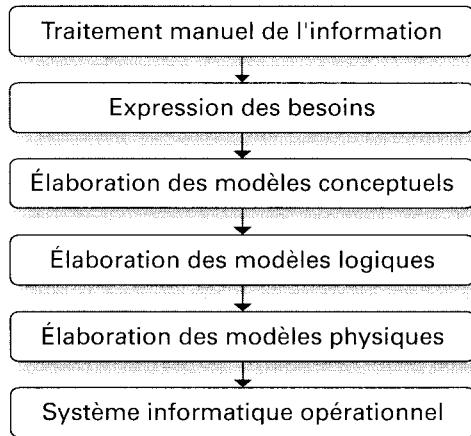 Traitement manuel de l'information
Expression des besoins
Élaboration des modèles conceptuels
Élaboration des modèles logiques
Élaboration des modèles physiques
Système informatique opérationnel